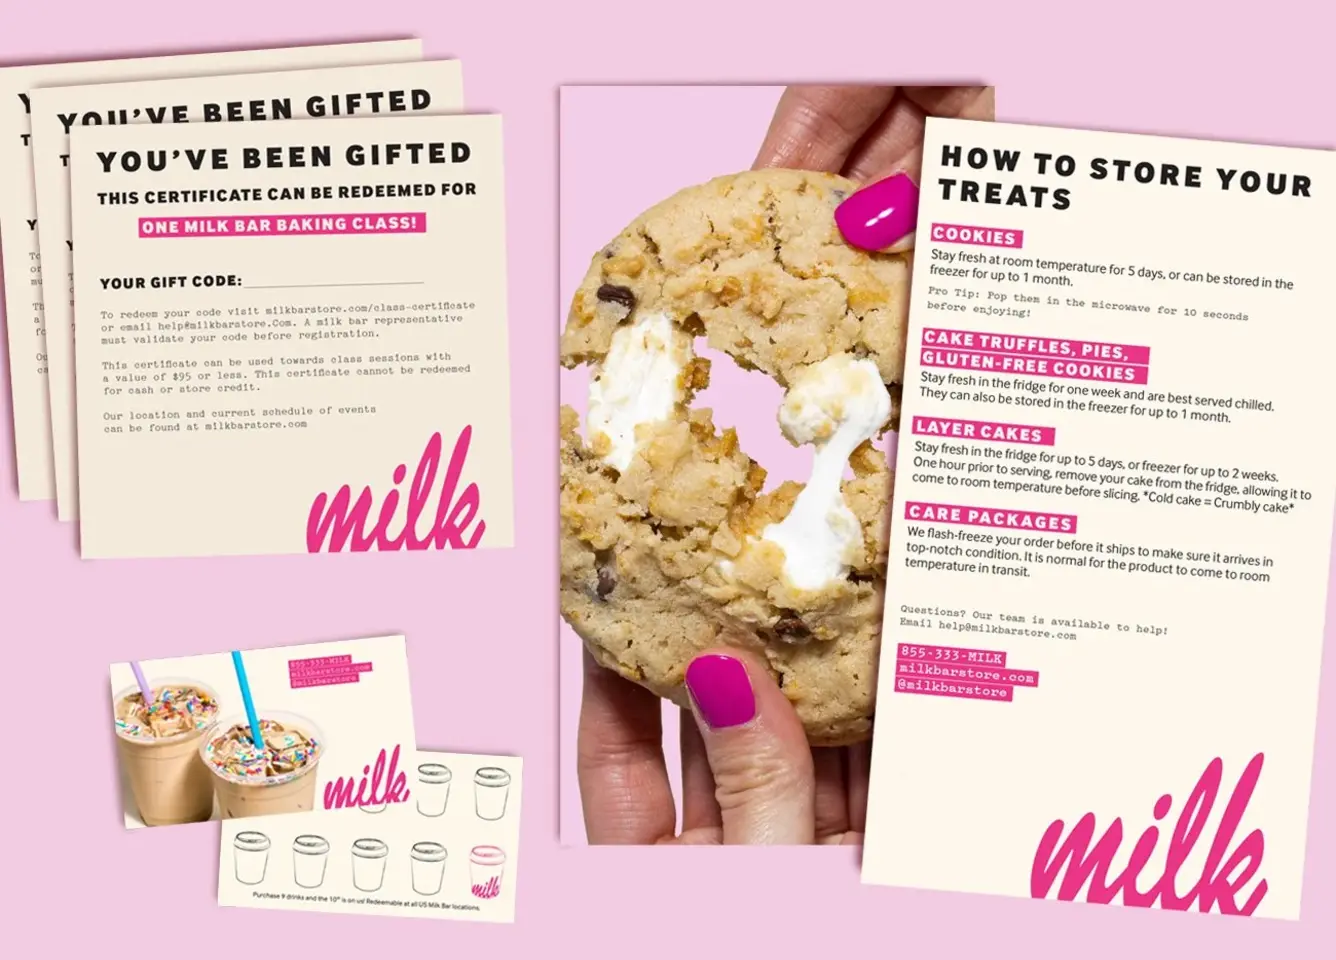 YOU'VE BEEN GIFTED
YOU'VE BEEN GIFTED
THIS CERTIFICATE CAN BE REDEEMED FOR
ONE MILK BAR BAKING CLASS!
YOUR GIFT CODE:
To redeem your code visit milkbarstore.com/class-certificate
or email help@milkbarstore.Com. A milk bar representative
must validate your code before registration.
This certificate can be used towards class sessions with
a value of $95 or less. This certificate cannot be redeemed
for cash or store credit.
Our location and current schedule of events
can be found at milkbarstore.com
milk
855-333-MILK
milkbarstore.com
@milkbarstore
milk
milk
Purchase 9 drinks and the 10th is on us! Redeemable at all US Milk Bar locations.
HOW TO STORE YOUR
TREATS
COOKIES
Stay fresh at room temperature for 5 days, or can be stored in the
freezer for up to 1 month.
Pro Tip: Pop them in the microwave for 10 seconds
before enjoying!
CAKE TRUFFLES, PIES,
GLUTEN-FREE COOKIES
Stay fresh in the fridge for one week and are best served chilled.
They can also be stored in the freezer for up to 1 month.
LAYER CAKES
Stay fresh in the fridge for up to 5 days, or freezer for up to 2 weeks.
One hour prior to serving, remove your cake from the fridge, allowing it to
come to room temperature before slicing. *Cold cake = Crumbly cake*
CARE PACKAGES
We flash-freeze your order before it ships to make sure it arrives in
top-notch condition. It is normal for the product to come to room
temperature in transit.
Questions? Our team is available to help!
Email help@milkbarstore.com
855-333-MILK
milkbarstore.com
@milkbarstore
milk